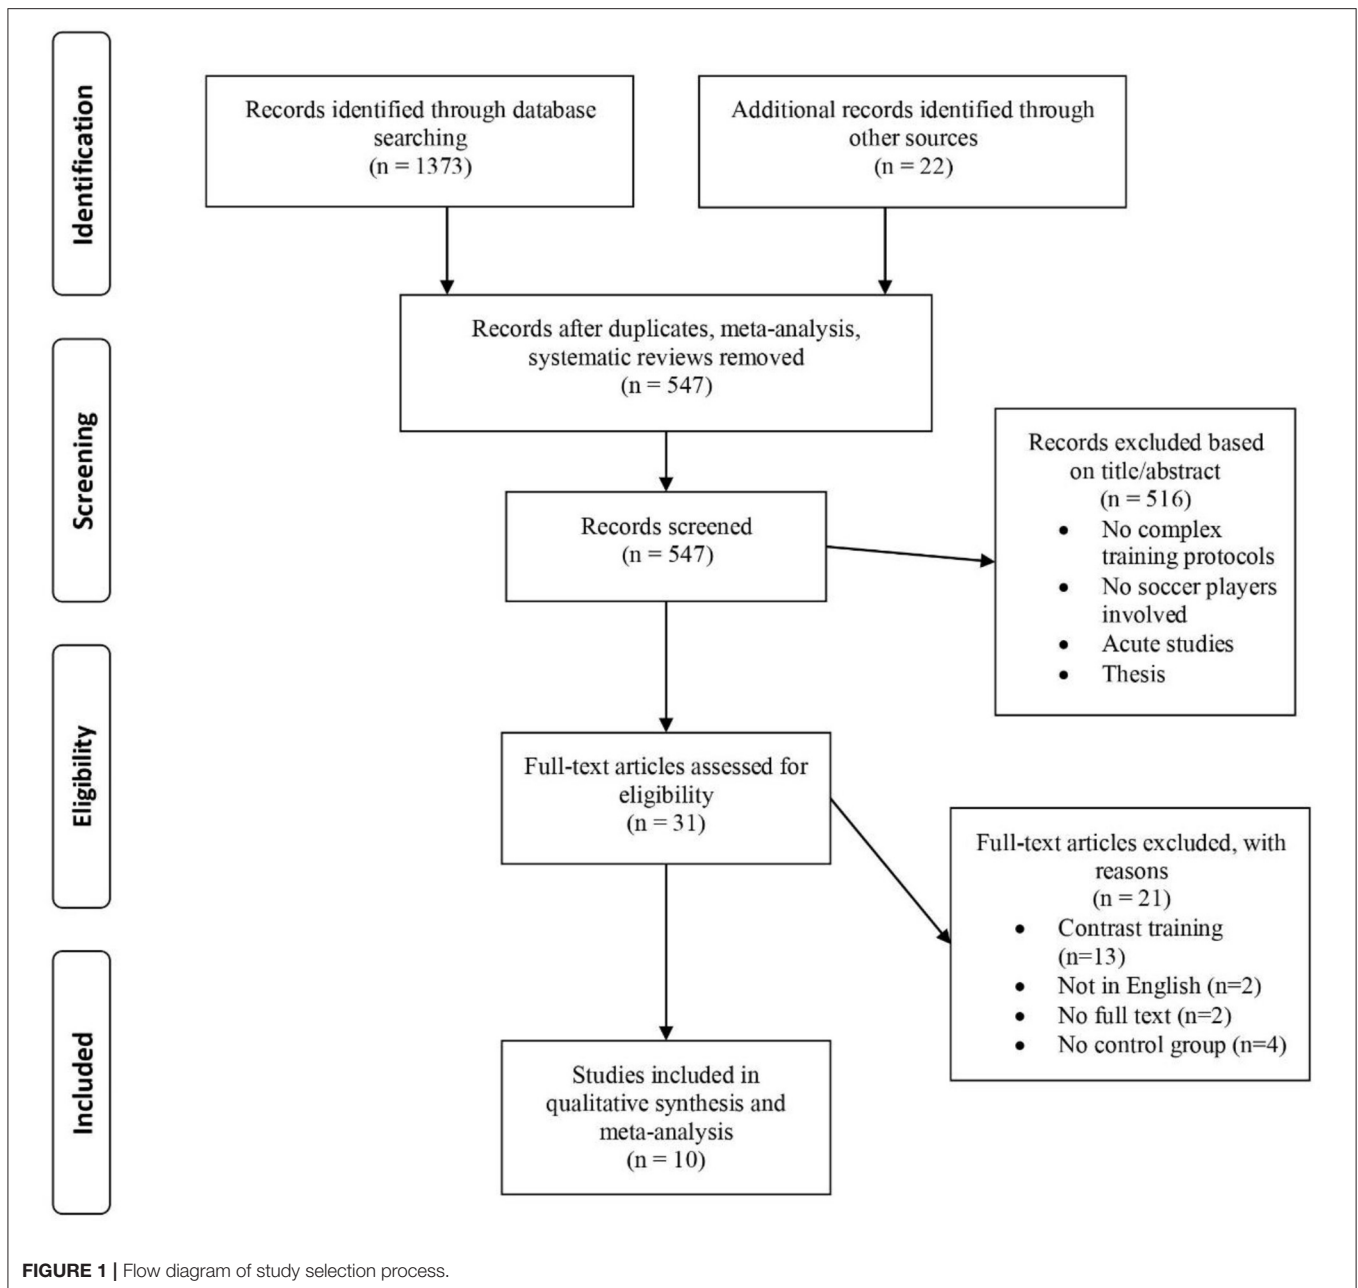 Identification
Records identified through database
searching
(n = 1373)
Additional records identified through
other sources
(n = 22)
Records after duplicates, meta-analysis,
systematic reviews removed
(n = 547)
Screening
Records screened
(n = 547)
Records excluded based
on title/abstract
(n = 516)
• No complex
training protocols
• No soccer players
involved
• Acute studies
• Thesis
Eligibility
Full-text articles assessed for
eligibility
(n = 31)
Full-text articles excluded, with
reasons
(n = 21)
• Contrast training
(n=13)
• Not in English (n=2)
• No full text (n=2)
• No control group (n=4)
Included
Studies included in
qualitative synthesis and
meta-analysis
(n = 10)
FIGURE 1 | Flow diagram of study selection process.